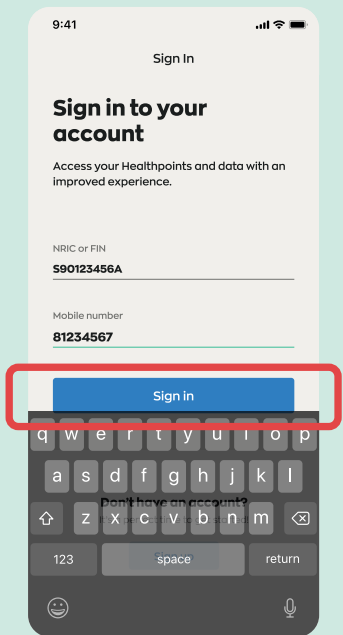 9:41
Sign In
Sign in to your
account
Access your Healthpoints and data with an
improved experience.
NRIC or FIN
S90123456A
Mobile number
81234567
Sign in
q w e r t y u i o p
a s d f g h j k l
Don't have an account?
z x c v b n m
123 space return